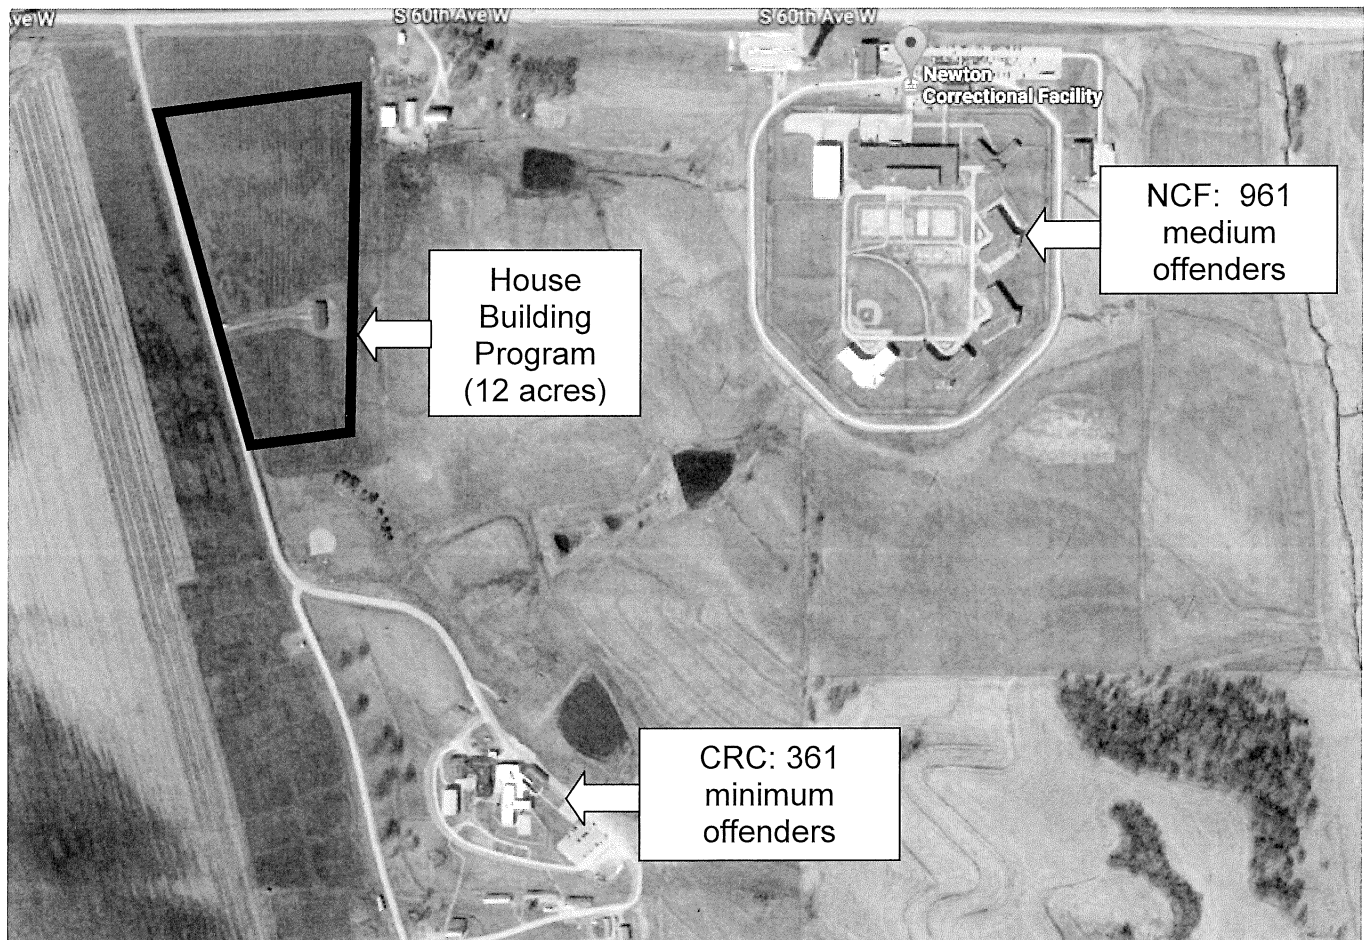 ve W
S 60th Ave W
S 60th Ave W
Newton
Correctional Facility
NCF: 961
medium
offenders
House
Building
Program
(12 acres)
CRC: 361
minimum
offenders